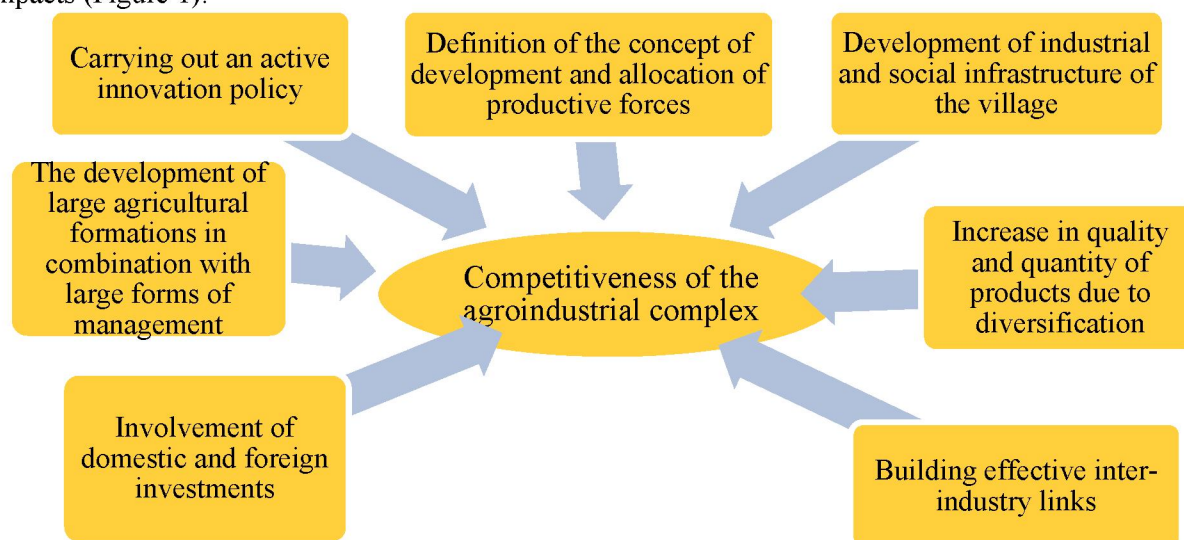 (Figure 1).
Carrying out an active
innovation policy
Definition of the concept of
development and allocation of
productive forces
Development of industrial
and social infrastructure of
the village
The development of
large agricultural
formations in
combination with
large forms of
management
Competitiveness of the
agroindustrial complex
Increase in quality
and quantity of
products due to
diversification
Involvement of
domestic and foreign
investments
Building effective inter-
industry links